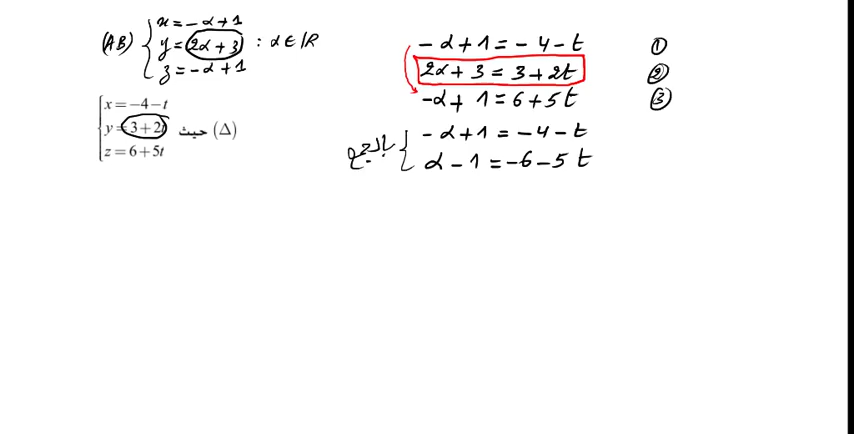 (AB) { x = -α + 1
y = 2α + 3 : α ∈ IR
z = -α + 1
{ x = -4 - t
y = 3 + 2t حيث (Δ)
z = 6 + 5t
-α + 1 = -4 - t ①
2α + 3 = 3 + 2t ②
-α + 1 = 6 + 5t ③
بالجمع { -α + 1 = -4 - t
α - 1 = -6 - 5t